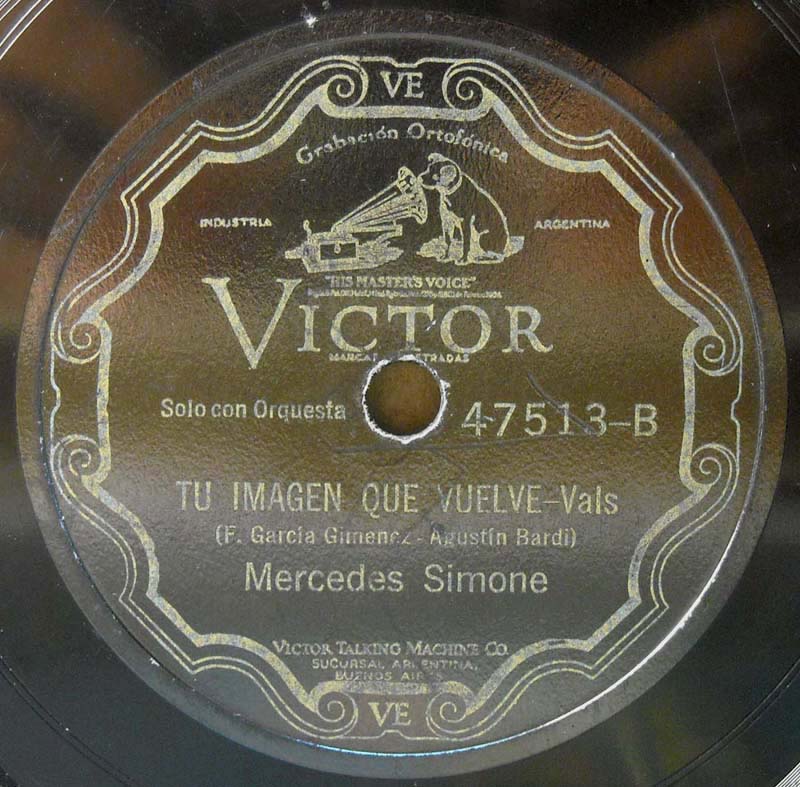 VE
Grabación Ortofónica
INDUSTRIA ARGENTINA
"HIS MASTER'S VOICE"
VICTOR
Solo con Orquesta
47513-B
TU IMAGEN QUE VUELVE-Vals
(F. García Gimenez - Agustín Bardi)
Mercedes Simone
VICTOR TALKING MACHINE CO.
SUCURSAL ARGENTINA,
BUENOS AIRES
VE